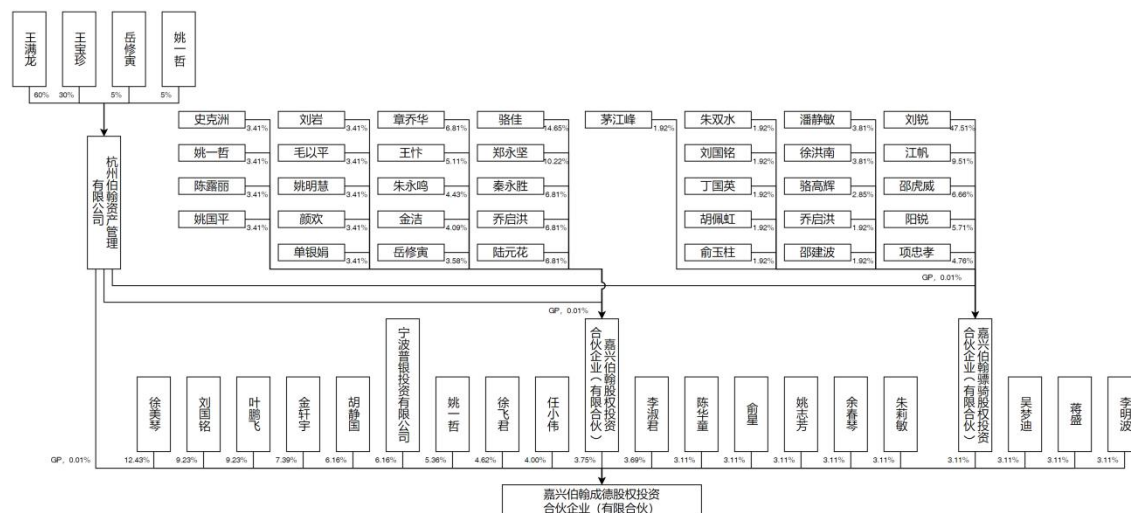 王满龙
王宝珍
岳修寅
姚一哲
60%
30%
5%
5%
杭州伯翰资产管理
有限公司
史克洲
3.41%
刘岩
3.41%
章乔华
6.81%
骆佳
14.65%
茅江峰
1.92%
朱双水
1.92%
潘静敏
3.81%
刘锐
47.51%
姚一哲
3.41%
毛以平
3.41%
王忭
5.11%
郑永坚
10.22%
刘国铭
1.92%
徐洪南
3.81%
江帆
9.51%
陈露丽
3.41%
姚明慧
3.41%
朱永鸣
4.43%
秦永胜
6.81%
丁国英
1.92%
骆高辉
2.85%
邵虎威
6.66%
姚国平
3.41%
颜欢
3.41%
金洁
4.09%
乔启洪
6.81%
胡佩虹
1.92%
乔启洪
1.92%
阳锐
5.71%
单银娟
3.41%
岳修寅
3.58%
陆元花
6.81%
俞玉柱
1.92%
邵建波
1.92%
项忠孝
4.76%
GP，0.01%
GP，0.01%
徐美琴
刘国铭
叶鹏飞
金轩宇
胡静国
宁波普银投资有限公司
姚一哲
徐飞君
任小伟
嘉兴伯翰股权投资
合伙企业（有限合伙）
李淑君
陈华童
俞星
姚志芳
余春琴
朱莉敏
嘉兴伯翰骠骑股权投资
合伙企业（有限合伙）
吴梦迪
蒋盛
李明波
GP，0.01%
12.43%
9.23%
9.23%
7.39%
6.16%
6.16%
5.36%
4.62%
4.00%
3.75%
3.69%
3.11%
3.11%
3.11%
3.11%
3.11%
3.11%
3.11%
3.11%
3.11%
嘉兴伯翰成德股权投资
合伙企业（有限合伙）